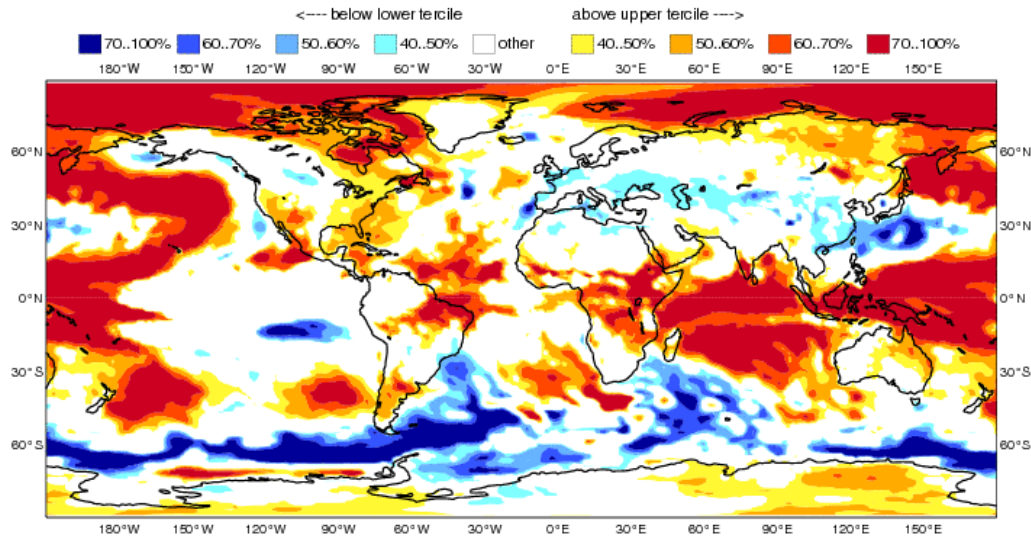 <---- below lower tercile above upper tercile ---->
70..100% 60..70% 50..60% 40..50% other 40..50% 50..60% 60..70% 70..100%
180°W 150°W 120°W 90°W 60°W 30°W 0°E 30°E 60°E 90°E 120°E 150°E
60°N 60°N
30°N 30°N
0°N 0°N
30°S 30°S
60°S 60°S
180°W 150°W 120°W 90°W 60°W 30°W 0°E 30°E 60°E 90°E 120°E 150°E